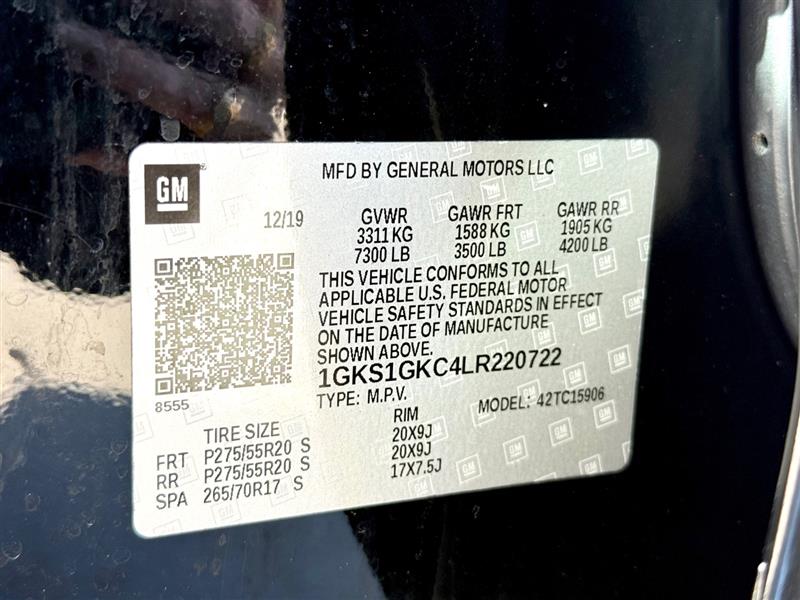 GM
MFD BY GENERAL MOTORS LLC
12/19
GVWR GAWR FRT GAWR RR
3311 KG 1588 KG 1905 KG
7300 LB 3500 LB 4200 LB
THIS VEHICLE CONFORMS TO ALL
APPLICABLE U.S. FEDERAL MOTOR
VEHICLE SAFETY STANDARDS IN EFFECT
ON THE DATE OF MANUFACTURE
SHOWN ABOVE.
1GKS1GKC4LR220722
8555
TYPE: M.P.V. MODEL: 42TC15906
TIRE SIZE RIM
FRT P275/55R20 S 20X9J
RR P275/55R20 S 20X9J
SPA 265/70R17 S 17X7.5J